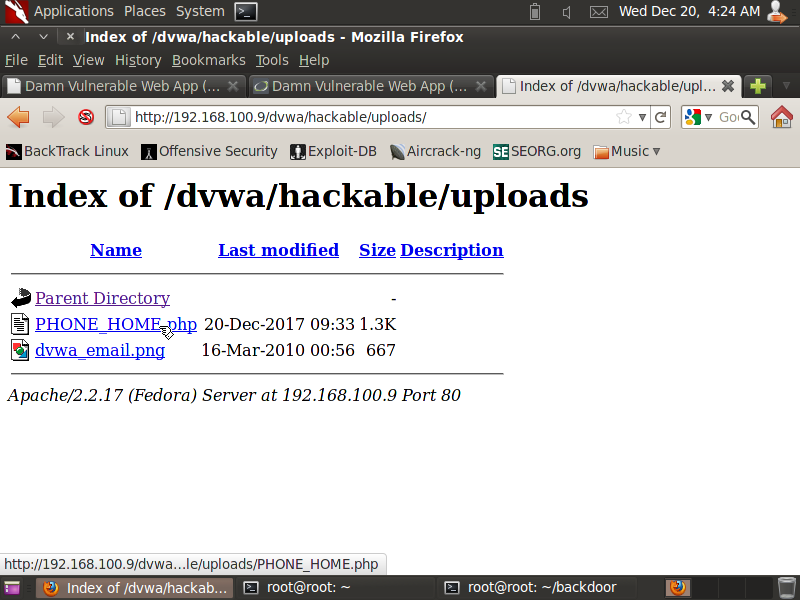 Applications Places System Wed Dec 20, 4:24 AM
Index of /dvwa/hackable/uploads - Mozilla Firefox
File Edit View History Bookmarks Tools Help
Damn Vulnerable Web App (... Damn Vulnerable Web App (... Index of /dvwa/hackable/upl...
http://192.168.100.9/dvwa/hackable/uploads/ Go
BackTrack Linux Offensive Security Exploit-DB Aircrack-ng SEORG.org Music
Index of /dvwa/hackable/uploads
Name Last modified Size Description
Parent Directory -
PHONE_HOME.php 20-Dec-2017 09:33 1.3K
dvwa_email.png 16-Mar-2010 00:56 667
Apache/2.2.17 (Fedora) Server at 192.168.100.9 Port 80
http://192.168.100.9/dvwa...le/uploads/PHONE_HOME.php
Index of /dvwa/hackab... root@root: ~ root@root: ~/backdoor